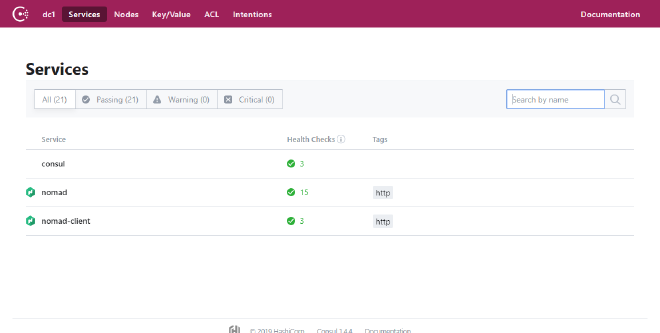 dc1 Services Nodes Key/Value ACL Intentions Documentation
Services
All (21) Passing (21) Warning (0) Critical (0) Search by name
Service Health Checks Tags
consul 3
nomad 15 http
nomad-client 3 http
© 2019 HashiCorp Consul 1.4.4 Documentation